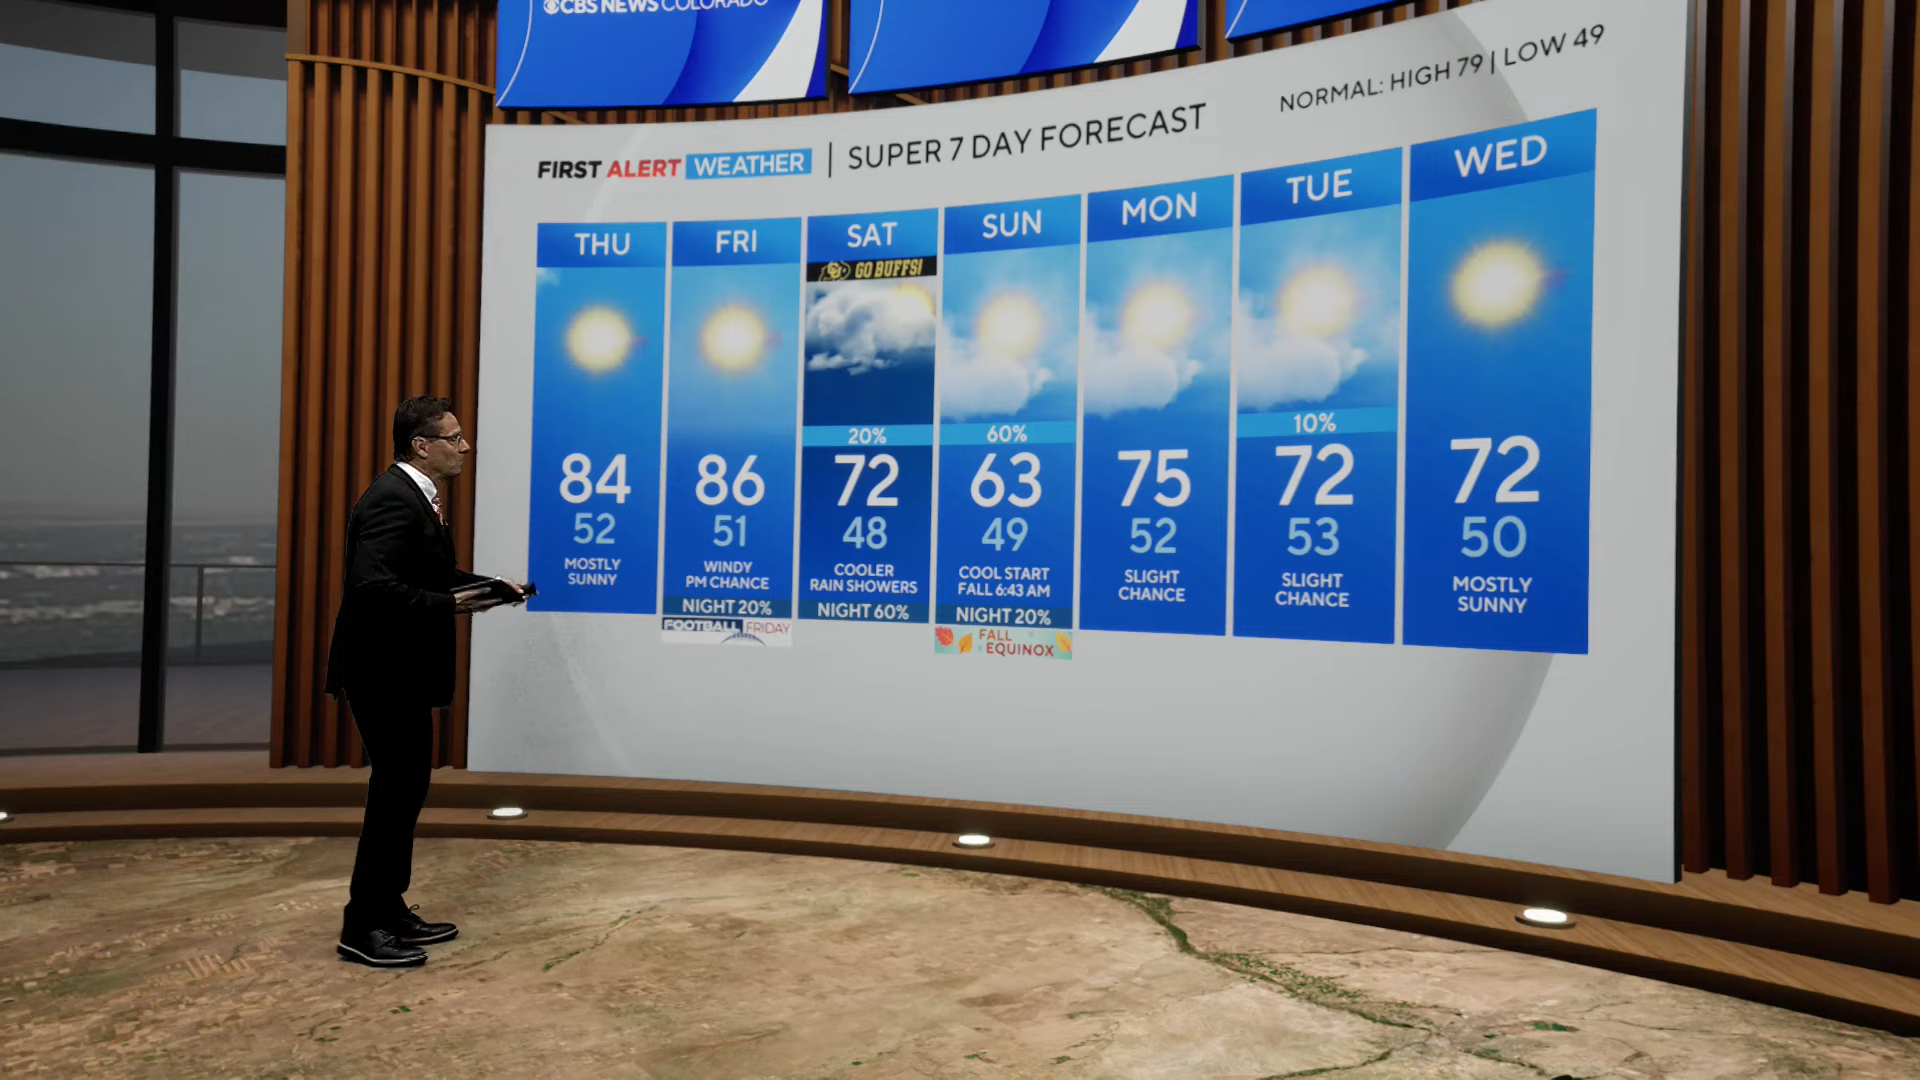 CBS NEWS COLORADO
NORMAL: HIGH 79 | LOW 49
FIRST ALERT WEATHER | SUPER 7 DAY FORECAST
THU
84
52
MOSTLY
SUNNY
FRI
86
51
WINDY
PM CHANCE
NIGHT 20%
FOOTBALL FRIDAY
SAT
GO BUFFS!
20%
72
48
COOLER
RAIN SHOWERS
NIGHT 60%
SUN
60%
63
49
COOL START
FALL 6:43 AM
NIGHT 20%
FALL
EQUINOX
MON
75
52
SLIGHT
CHANCE
TUE
10%
72
53
SLIGHT
CHANCE
WED
72
50
MOSTLY
SUNNY